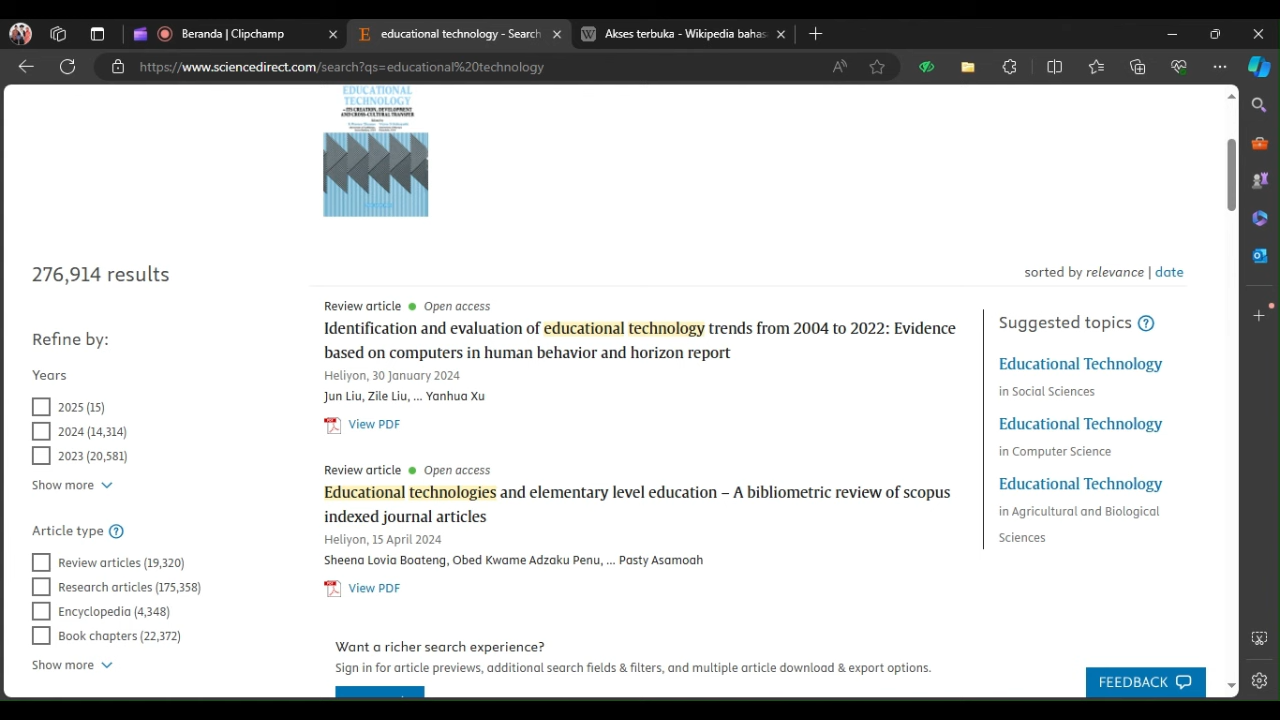 Beranda | Clipchamp
educational technology - Search
Akses terbuka - Wikipedia bahas
https://www.sciencedirect.com/search?qs=educational%20technology
EDUCATIONAL
TECHNOLOGY
276,914 results
sorted by relevance | date
Refine by:
Years
2025 (15)
2024 (14,314)
2023 (20,581)
Show more
Article type
Review articles (19,320)
Research articles (175,358)
Encyclopedia (4,348)
Book chapters (22,372)
Show more
Review article Open access
Identification and evaluation of educational technology trends from 2004 to 2022: Evidence
based on computers in human behavior and horizon report
Heliyon, 30 January 2024
Jun Liu, Zile Liu, ... Yanhua Xu
View PDF
Review article Open access
Educational technologies and elementary level education – A bibliometric review of scopus
indexed journal articles
Heliyon, 15 April 2024
Sheena Lovia Boateng, Obed Kwame Adzaku Penu, ... Pasty Asamoah
View PDF
Want a richer search experience?
Sign in for article previews, additional search fields & filters, and multiple article download & export options.
Suggested topics
Educational Technology
in Social Sciences
Educational Technology
in Computer Science
Educational Technology
in Agricultural and Biological
Sciences
FEEDBACK